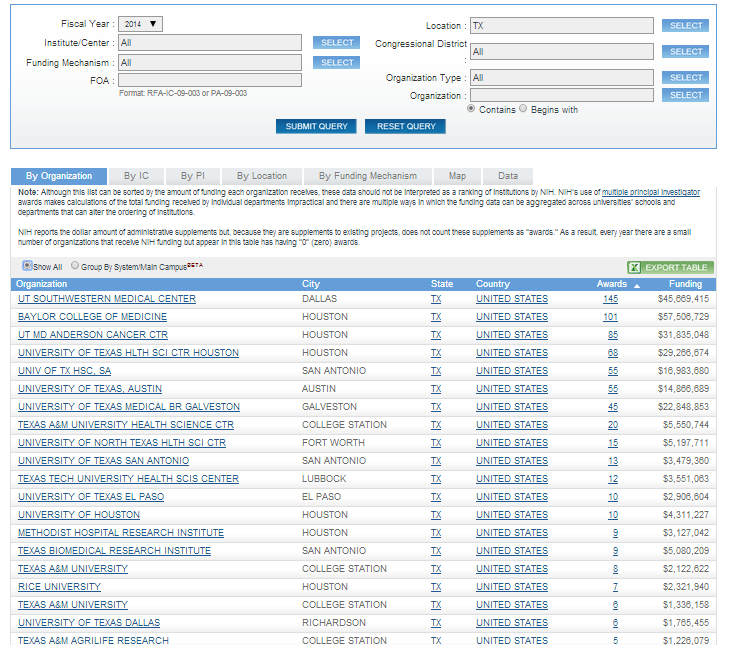 Fiscal Year : 2014 ▼
Location : TX SELECT
Institute/Center : All SELECT
Congressional District : All SELECT
Funding Mechanism : All SELECT
Organization Type : All SELECT
FOA :
Format: RFA-IC-09-003 or PA-09-003
Organization : SELECT
Contains Begins with
SUBMIT QUERY RESET QUERY
By Organization By IC By PI By Location By Funding Mechanism Map Data
Note: Although this list can be sorted by the amount of funding each organization receives, these data should not be interpreted as a ranking of institutions by NIH. NIH's use of multiple principal investigator
awards makes calculations of the total funding received by individual departments impractical and there are multiple ways in which the funding data can be aggregated across universities' schools and
departments that can alter the ordering of institutions.
NIH reports the dollar amount of administrative supplements but, because they are supplements to existing projects, does not count these supplements as "awards." As a result, every year there are a small
number of organizations that receive NIH funding but appear in this table has having "0" (zero) awards.
Show All Group By System/Main Campus BETA EXPORT TABLE
Organization City State Country Awards ▲ Funding
UT SOUTHWESTERN MEDICAL CENTER DALLAS TX UNITED STATES 145 $45,669,415
BAYLOR COLLEGE OF MEDICINE HOUSTON TX UNITED STATES 101 $57,506,729
UT MD ANDERSON CANCER CTR HOUSTON TX UNITED STATES 85 $31,835,048
UNIVERSITY OF TEXAS HLTH SCI CTR HOUSTON HOUSTON TX UNITED STATES 68 $29,266,674
UNIV OF TX HSC, SA SAN ANTONIO TX UNITED STATES 55 $16,983,680
UNIVERSITY OF TEXAS, AUSTIN AUSTIN TX UNITED STATES 55 $14,866,689
UNIVERSITY OF TEXAS MEDICAL BR GALVESTON GALVESTON TX UNITED STATES 45 $22,848,853
TEXAS A&M UNIVERSITY HEALTH SCIENCE CTR COLLEGE STATION TX UNITED STATES 20 $5,550,744
UNIVERSITY OF NORTH TEXAS HLTH SCI CTR FORT WORTH TX UNITED STATES 15 $5,197,711
UNIVERSITY OF TEXAS SAN ANTONIO SAN ANTONIO TX UNITED STATES 13 $3,479,360
TEXAS TECH UNIVERSITY HEALTH SCIS CENTER LUBBOCK TX UNITED STATES 12 $3,551,063
UNIVERSITY OF TEXAS EL PASO EL PASO TX UNITED STATES 10 $2,906,604
UNIVERSITY OF HOUSTON HOUSTON TX UNITED STATES 10 $4,311,227
METHODIST HOSPITAL RESEARCH INSTITUTE HOUSTON TX UNITED STATES 9 $3,127,042
TEXAS BIOMEDICAL RESEARCH INSTITUTE SAN ANTONIO TX UNITED STATES 9 $5,080,209
TEXAS A&M UNIVERSITY COLLEGE STATION TX UNITED STATES 8 $2,122,622
RICE UNIVERSITY HOUSTON TX UNITED STATES 7 $2,321,940
TEXAS A&M UNIVERSITY COLLEGE STATION TX UNITED STATES 6 $1,336,158
UNIVERSITY OF TEXAS DALLAS RICHARDSON TX UNITED STATES 6 $1,765,455
TEXAS A&M AGRILIFE RESEARCH COLLEGE STATION TX UNITED STATES 5 $1,226,079